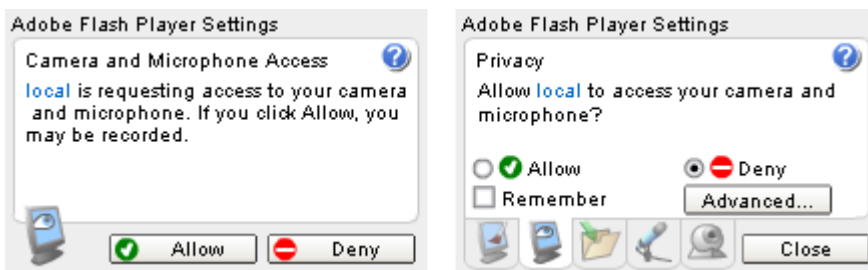 Adobe Flash Player Settings
Camera and Microphone Access
local is requesting access to your camera
and microphone. If you click Allow, you
may be recorded.
Allow
Deny
Adobe Flash Player Settings
Privacy
Allow local to access your camera and
microphone?
Allow
Deny
Remember
Advanced...
Close